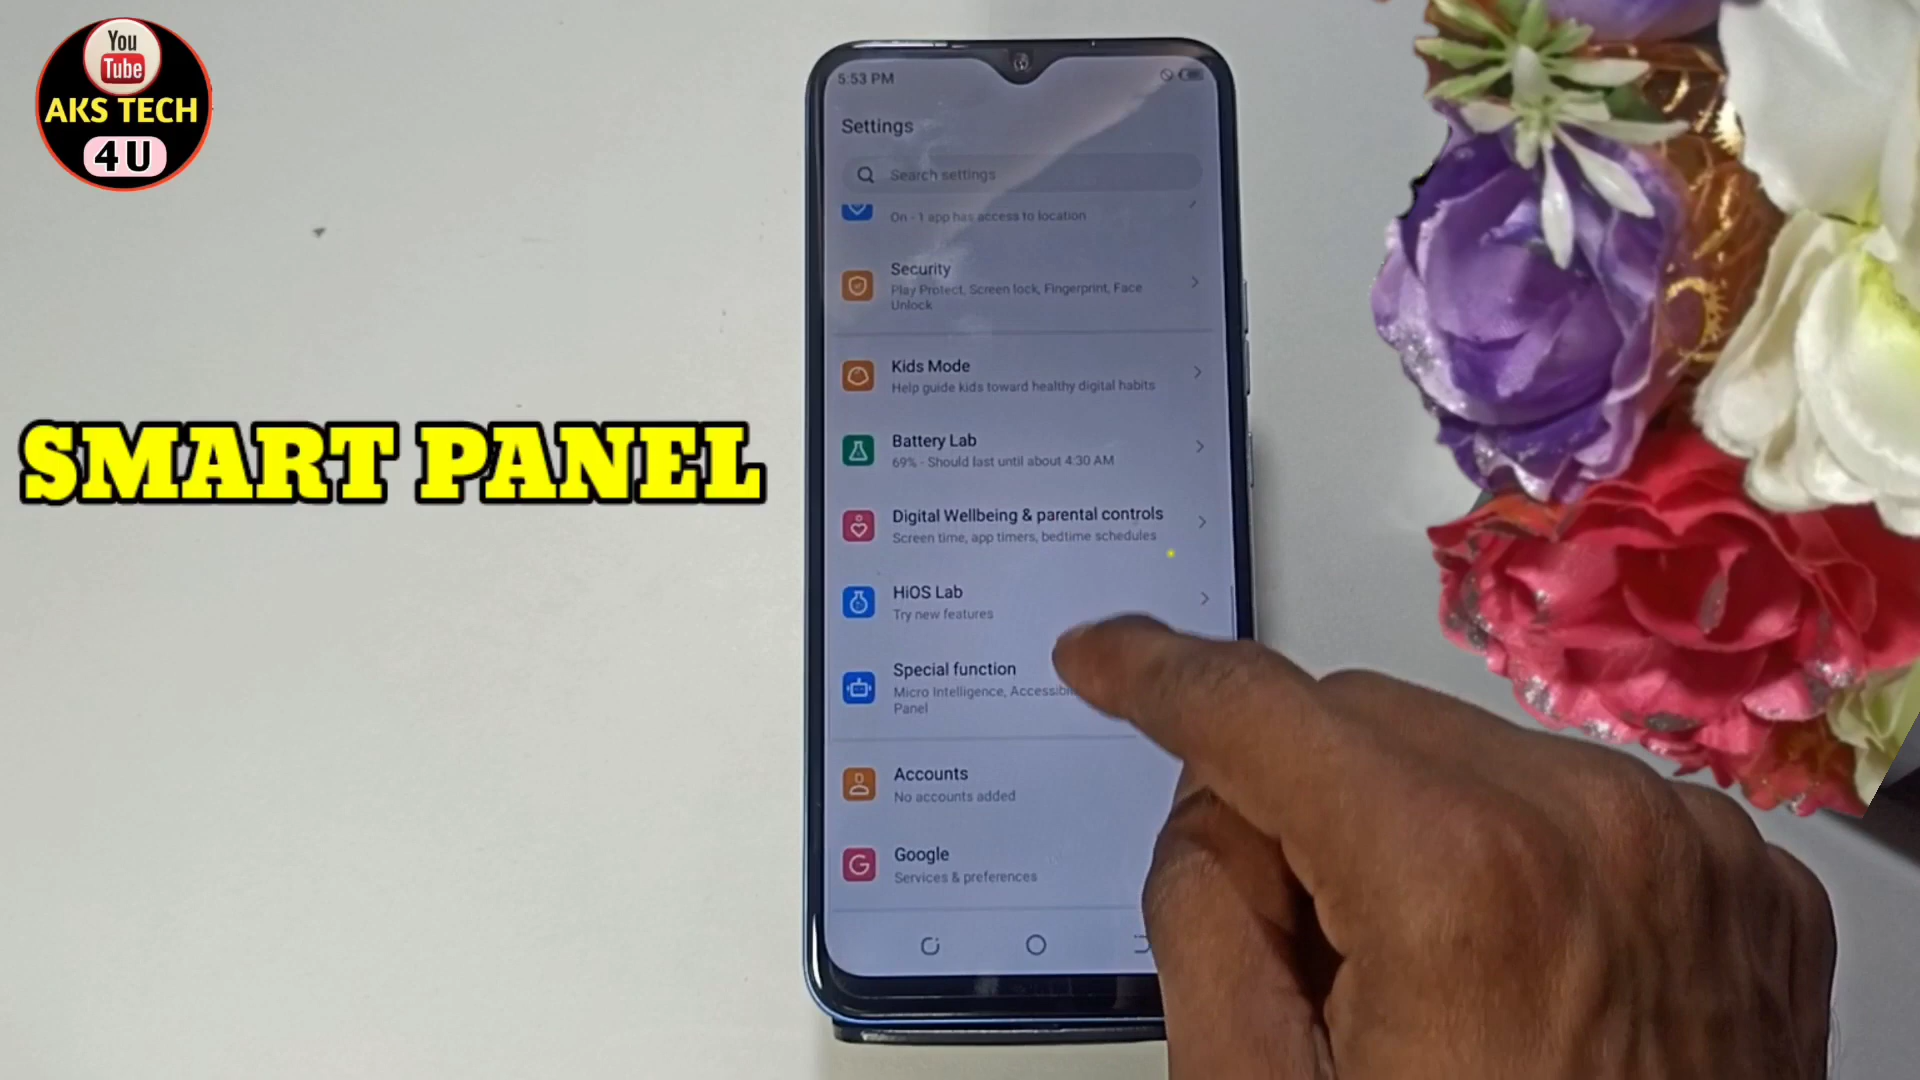 You
Tube
AKS TECH
4 U
SMART PANEL
5:53 PM
Settings
Search settings
On - 1 app has access to location
Security
Play Protect, Screen lock, Fingerprint, Face
Unlock
Kids Mode
Help guide kids toward healthy digital habits
Battery Lab
69% - Should last until about 4:30 AM
Digital Wellbeing & parental controls
Screen time, app timers, bedtime schedules
HiOS Lab
Try new features
Special function
Micro Intelligence,
Panel
Accounts
No accounts added
Google
Services & preferences